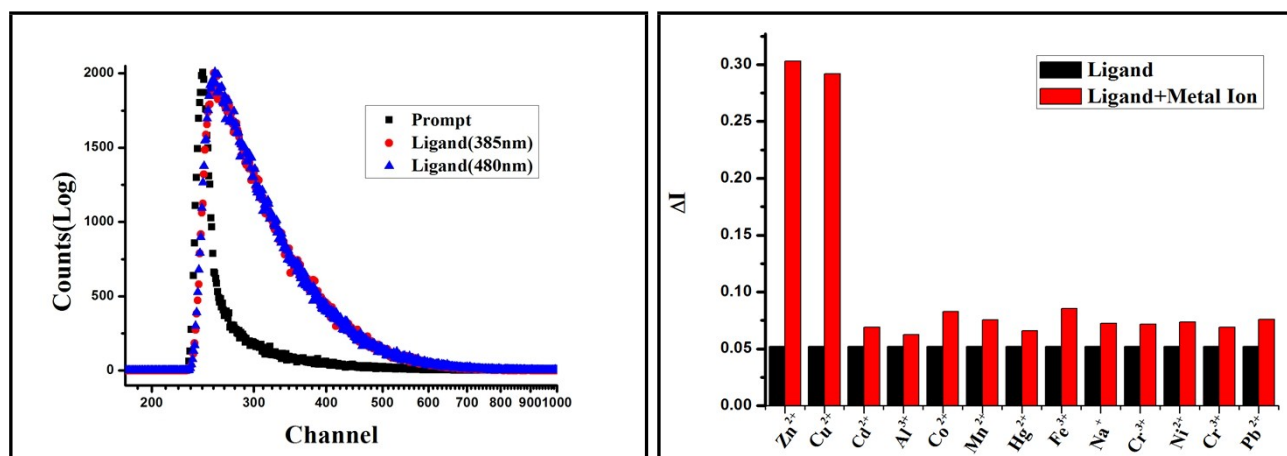 2000
1500
1000
500
0
Counts(Log)
Prompt
Ligand(385nm)
Ligand(480nm)
200 300 400 500 600 700 800 9001000
Channel
0.30
0.25
0.20
0.15
0.10
0.05
0.00
ΔI
Ligand
Ligand+Metal Ion
Zn2+ Cu2+ Cd2+ Al3+ Co2+ Mn2+ Hg2+ Fe3+ Na+ Cr3+ Ni2+ Cr3+ Pb2+